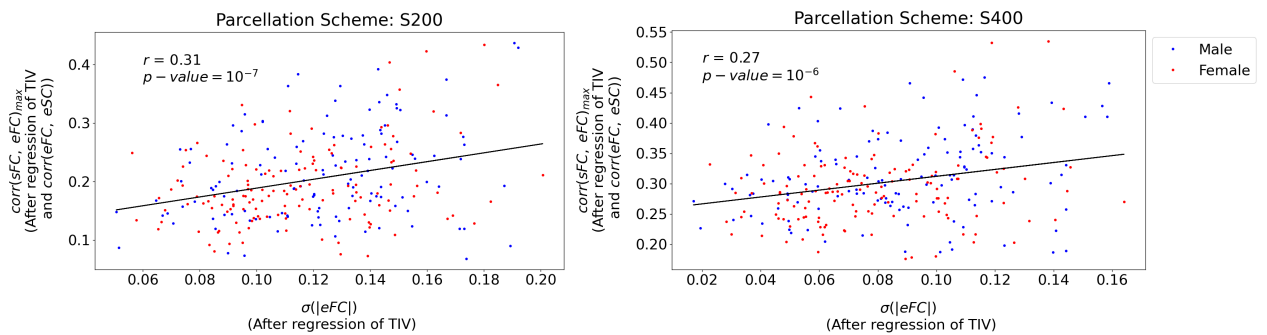 Parcellation Scheme: S200
r = 0.31
p − value = 10⁻⁷
corr(sFC, eFC)ₘₐₓ
(After regression of TIV
and corr(eFC, eSC))
0.4
0.3
0.2
0.1
0.06 0.08 0.10 0.12 0.14 0.16 0.18 0.20
σ(|eFC|)
(After regression of TIV)
Parcellation Scheme: S400
r = 0.27
p − value = 10⁻⁶
corr(sFC, eFC)ₘₐₓ
(After regression of TIV
and corr(eFC, eSC))
0.55
0.50
0.45
0.40
0.35
0.30
0.25
0.20
0.02 0.04 0.06 0.08 0.10 0.12 0.14 0.16
σ(|eFC|)
(After regression of TIV)
Male
Female